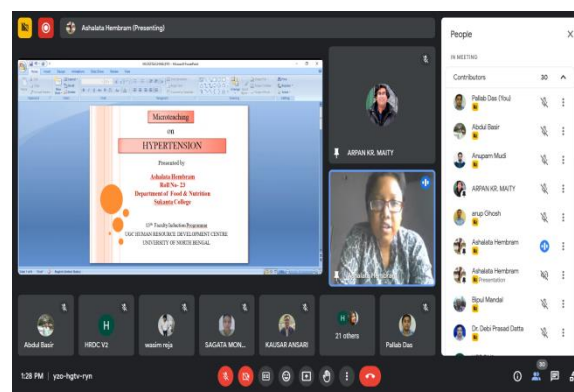 Ashalata Hembram (Presenting)
Microteaching
on
HYPERTENSION
Presented by
Ashalata Hembram
Roll No- 23
Department of Food & Nutrition
Sukanta College
Faculty Induction Programme
UGC HUMAN RESOURCE DEVELOPMENT CENTRE
UNIVERSITY OF NORTH BENGAL
ARPAN KR. MAITY
Ashalata Hembram
Abdul Basir
H
HRDC V2
wasim reja
SAGATA MON...
KAUSAR ANSARI
H
21 others
Pallab Das
1:28 PM | yzo-hgtv-ryn
30
People
X
IN MEETING
Contributors 30
Pallab Das (You)
Abdul Basir
Anupam Mudi
ARPAN KR. MAITY
arup Ghosh
Ashalata Hembram
Ashalata Hembram
Presentation
Bipul Mandal
Dr. Debi Prasad Datta